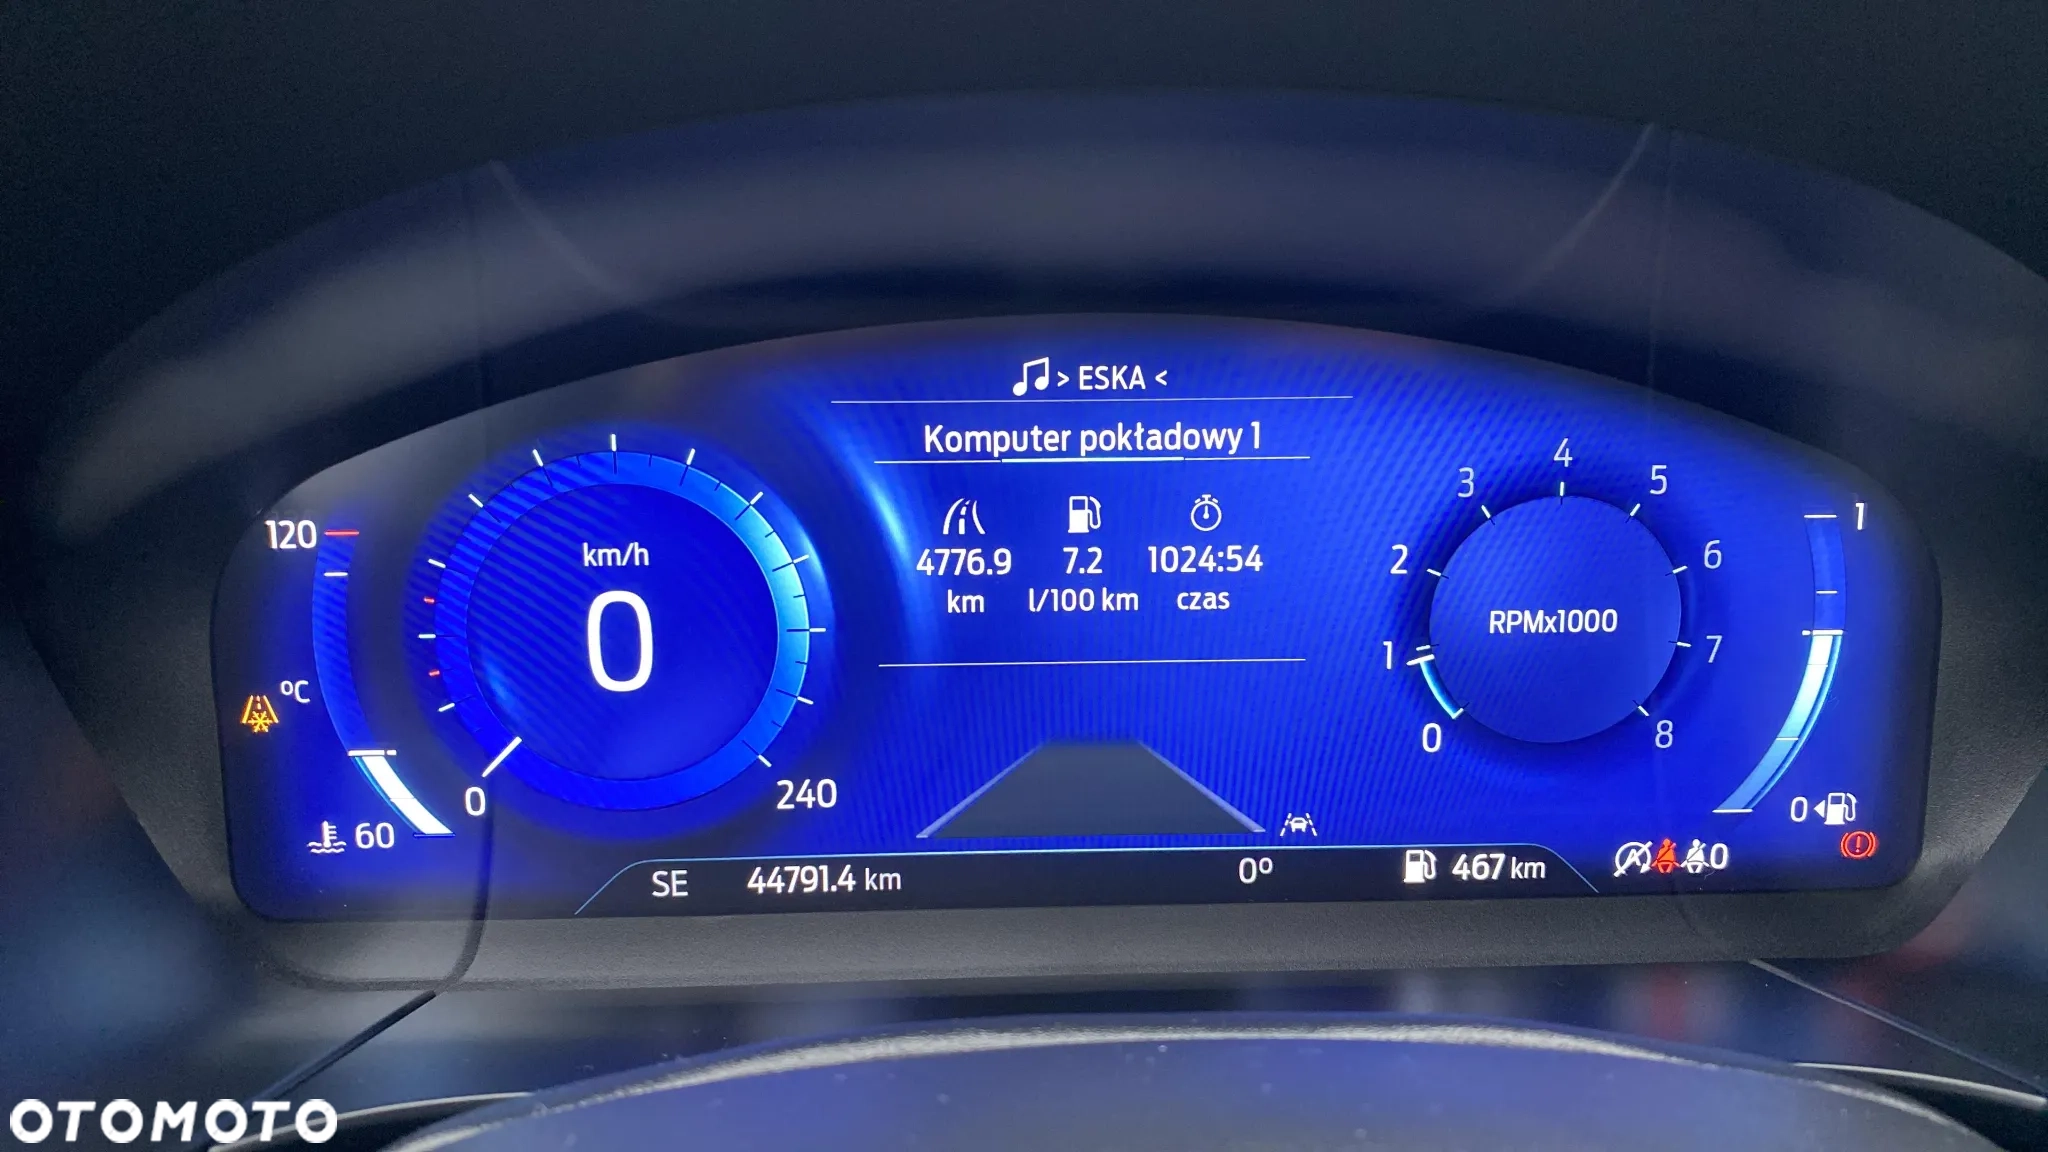 > ESKA <
Komputer pokładowy 1
4776.9 7.2 1024:54
km l/100 km czas
120
°C
60
km/h
0
0 240
1 2 3 4 5 6 7 8
RPMx1000
0
1
0
SE 44791.4 km 0° 467 km
A 0
OTOMOTO